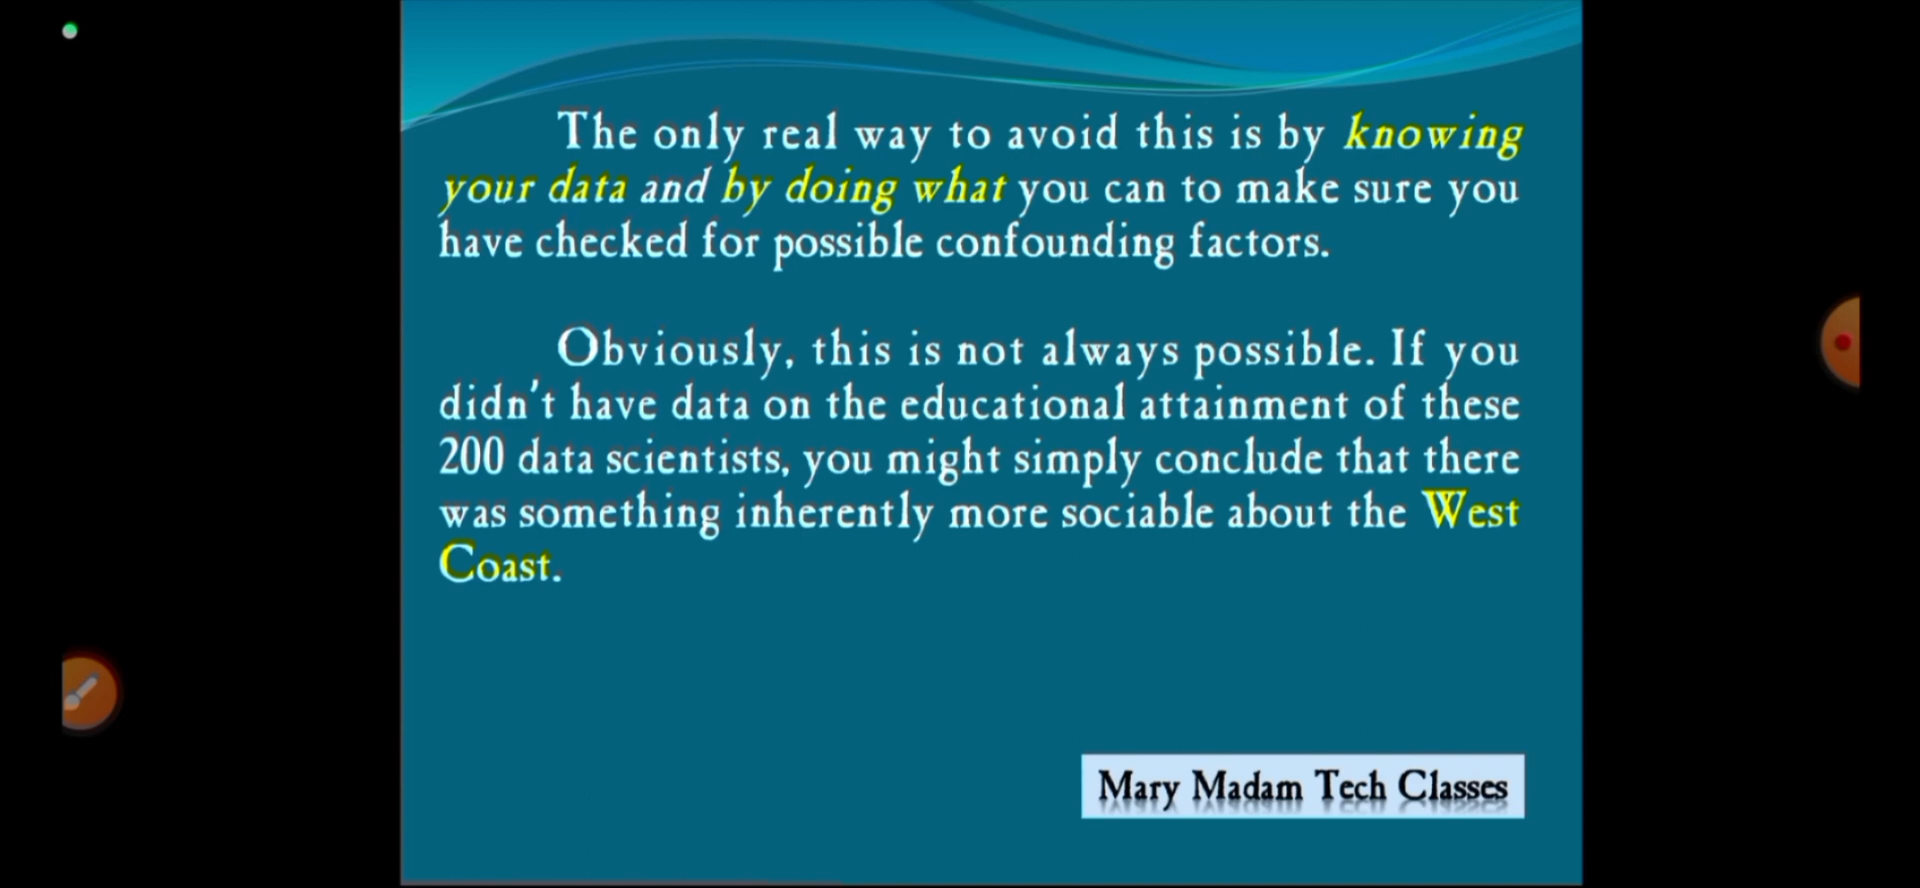 The only real way to avoid this is by knowing
your data and by doing what you can to make sure you
have checked for possible confounding factors.
Obviously, this is not always possible. If you
didn't have data on the educational attainment of these
200 data scientists, you might simply conclude that there
was something inherently more sociable about the West
Coast.
Mary Madam Tech Classes